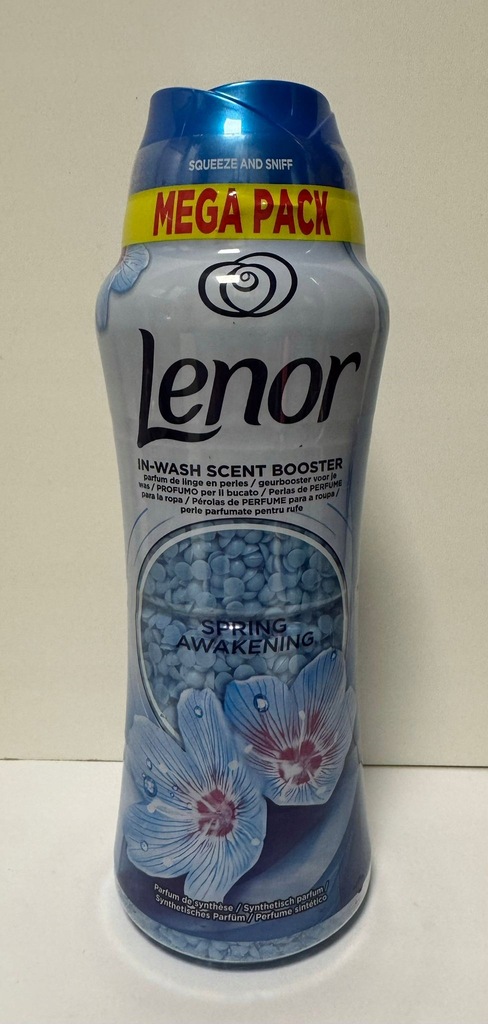 SQUEEZE AND SNIFF
MEGA PACK
Lenor
IN-WASH SCENT BOOSTER
parfum de linge en perles / geurbooster voor je
was / PROFUMO per il bucato / Perlas de PERFUME
para la ropa / Pérolas de PERFUME para a roupa /
perle parfumate pentru rufe
SPRING
AWAKENING
Parfum de synthèse / Synthetisch parfum /
Synthetisches Parfüm / Perfume sintético